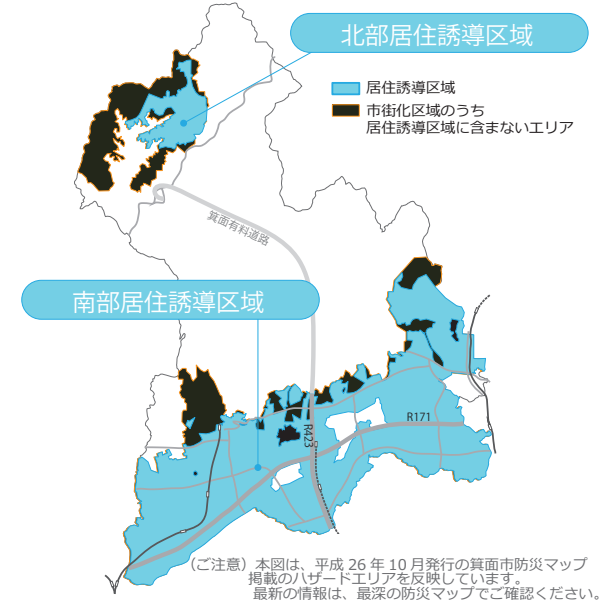 北部居住誘導区域
居住誘導区域
市街化区域のうち
居住誘導区域に含まないエリア
箕面有料道路
南部居住誘導区域
R171
R423
（ご注意）本図は、平成 26 年 10 月発行の箕面市防災マップ
掲載のハザードエリアを反映しています。
最新の情報は、最深の防災マップでご確認ください。